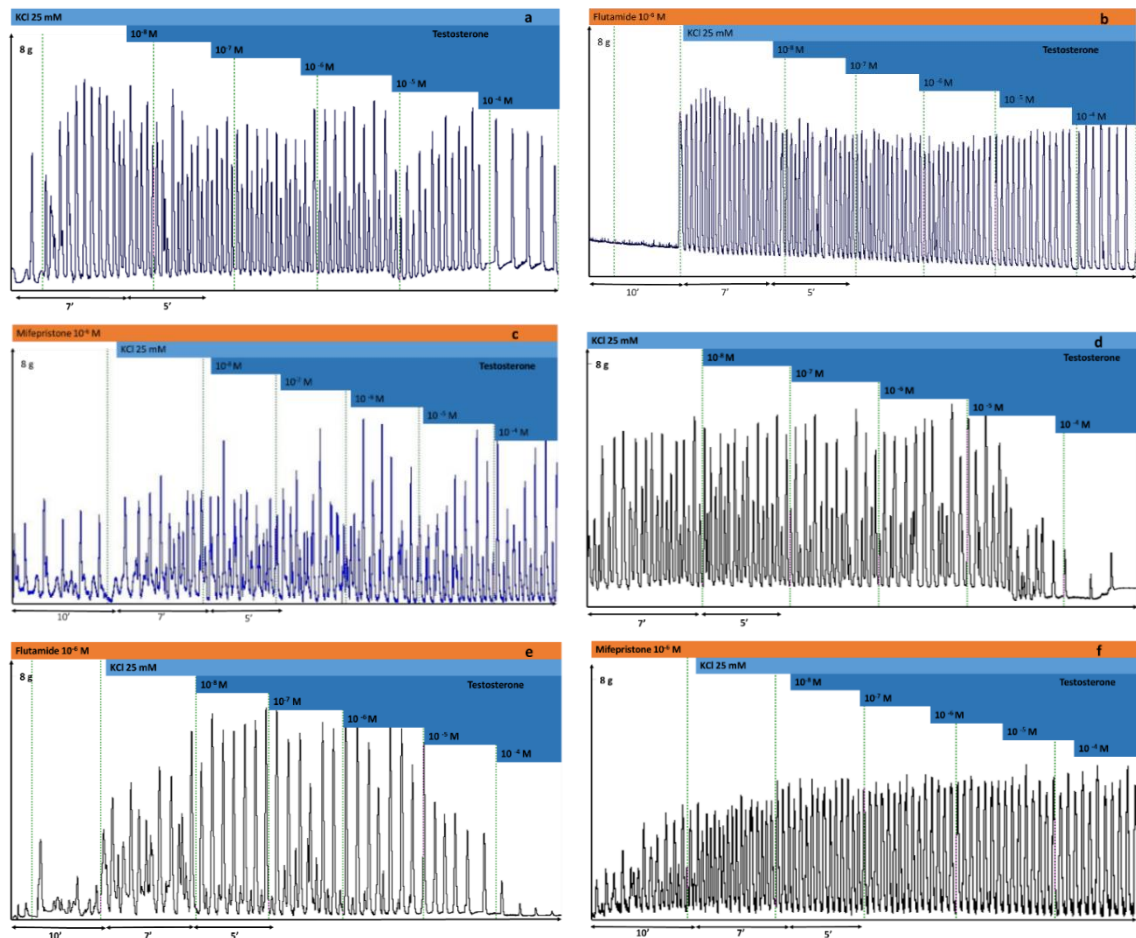 KCl 25 mM a
10⁻⁸ M
10⁻⁷ M
Testosterone
8 g
10⁻⁶ M
10⁻⁵ M
10⁻⁴ M
7’ 5’
Flutamide 10⁻⁶ M b
KCl 25 mM
8 g
10⁻⁸ M Testosterone
10⁻⁷ M
10⁻⁶ M
10⁻⁵ M
10⁻⁴ M
10’ 7’ 5’
Mifepristone 10⁻⁶ M c
KCl 25 mM
8 g
10⁻⁸ M Testosterone
10⁻⁷ M
10⁻⁶ M
10⁻⁵ M
10⁻⁴ M
10’ 7’ 5’
KCl 25 mM d
10⁻⁸ M
8 g
10⁻⁷ M Testosterone
10⁻⁶ M
10⁻⁵ M
10⁻⁴ M
7’ 5’
Flutamide 10⁻⁶ M e
KCl 25 mM
8 g
10⁻⁸ M Testosterone
10⁻⁷ M
10⁻⁶ M
10⁻⁵ M
10⁻⁴ M
10’ 7’ 5’
Mifepristone 10⁻⁶ M f
KCl 25 mM
8 g
10⁻⁸ M Testosterone
10⁻⁷ M
10⁻⁶ M
10⁻⁵ M
10⁻⁴ M
10’ 7’ 5’